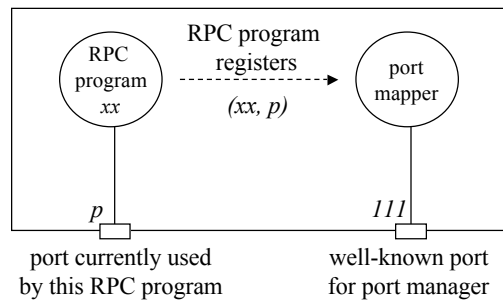 RPC
program
xx
RPC program
registers
(xx, p)
port
mapper
p
111
port currently used
by this RPC program
well-known port
for port manager